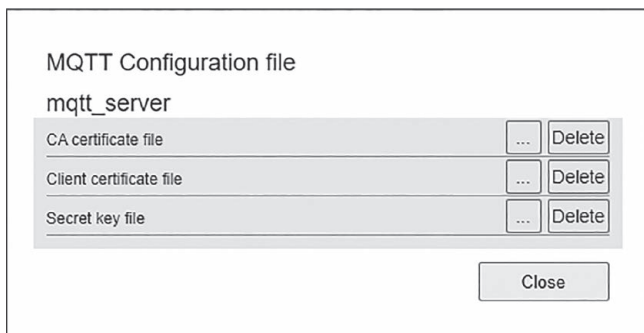 MQTT Configuration file
mqtt_server
CA certificate file ... Delete
Client certificate file ... Delete
Secret key file ... Delete
Close